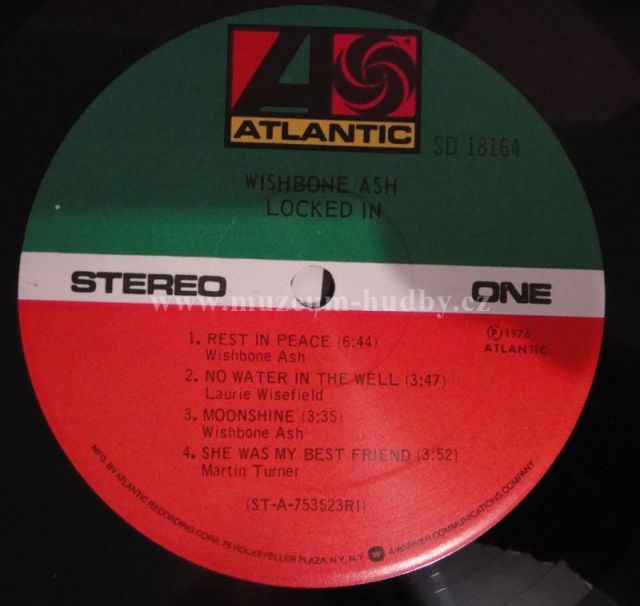 ATLANTIC
SD 18164
WISHBONE ASH
LOCKED IN
STEREO ONE
www.muzeum-hudby.cz
℗ 1976
ATLANTIC
1. REST IN PEACE (6:44)
Wishbone Ash
2. NO WATER IN THE WELL (3:47)
Laurie Wisefield
3. MOONSHINE (3:35)
Wishbone Ash
4. SHE WAS MY BEST FRIEND (3:52)
Martin Turner
(ST-A-753523RI)
MFG. BY ATLANTIC RECORDING CORP. 75 ROCKEFELLER PLAZA, N.Y., N.Y. A WARNER COMMUNICATIONS COMPANY